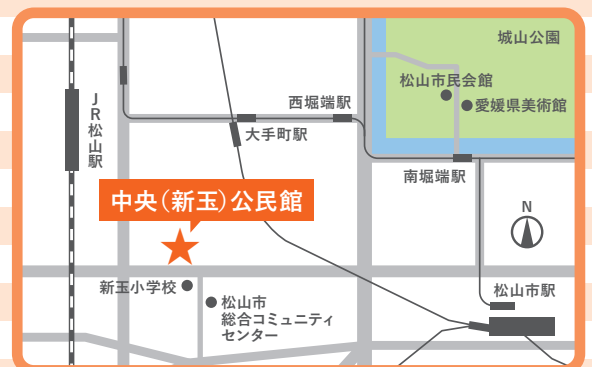 城山公園
松山市民会館
愛媛県美術館
西堀端駅
大手町駅
JR松山駅
南堀端駅
中央(新玉)公民館
N
新玉小学校
松山市
総合コミュニティ
センター
松山市駅